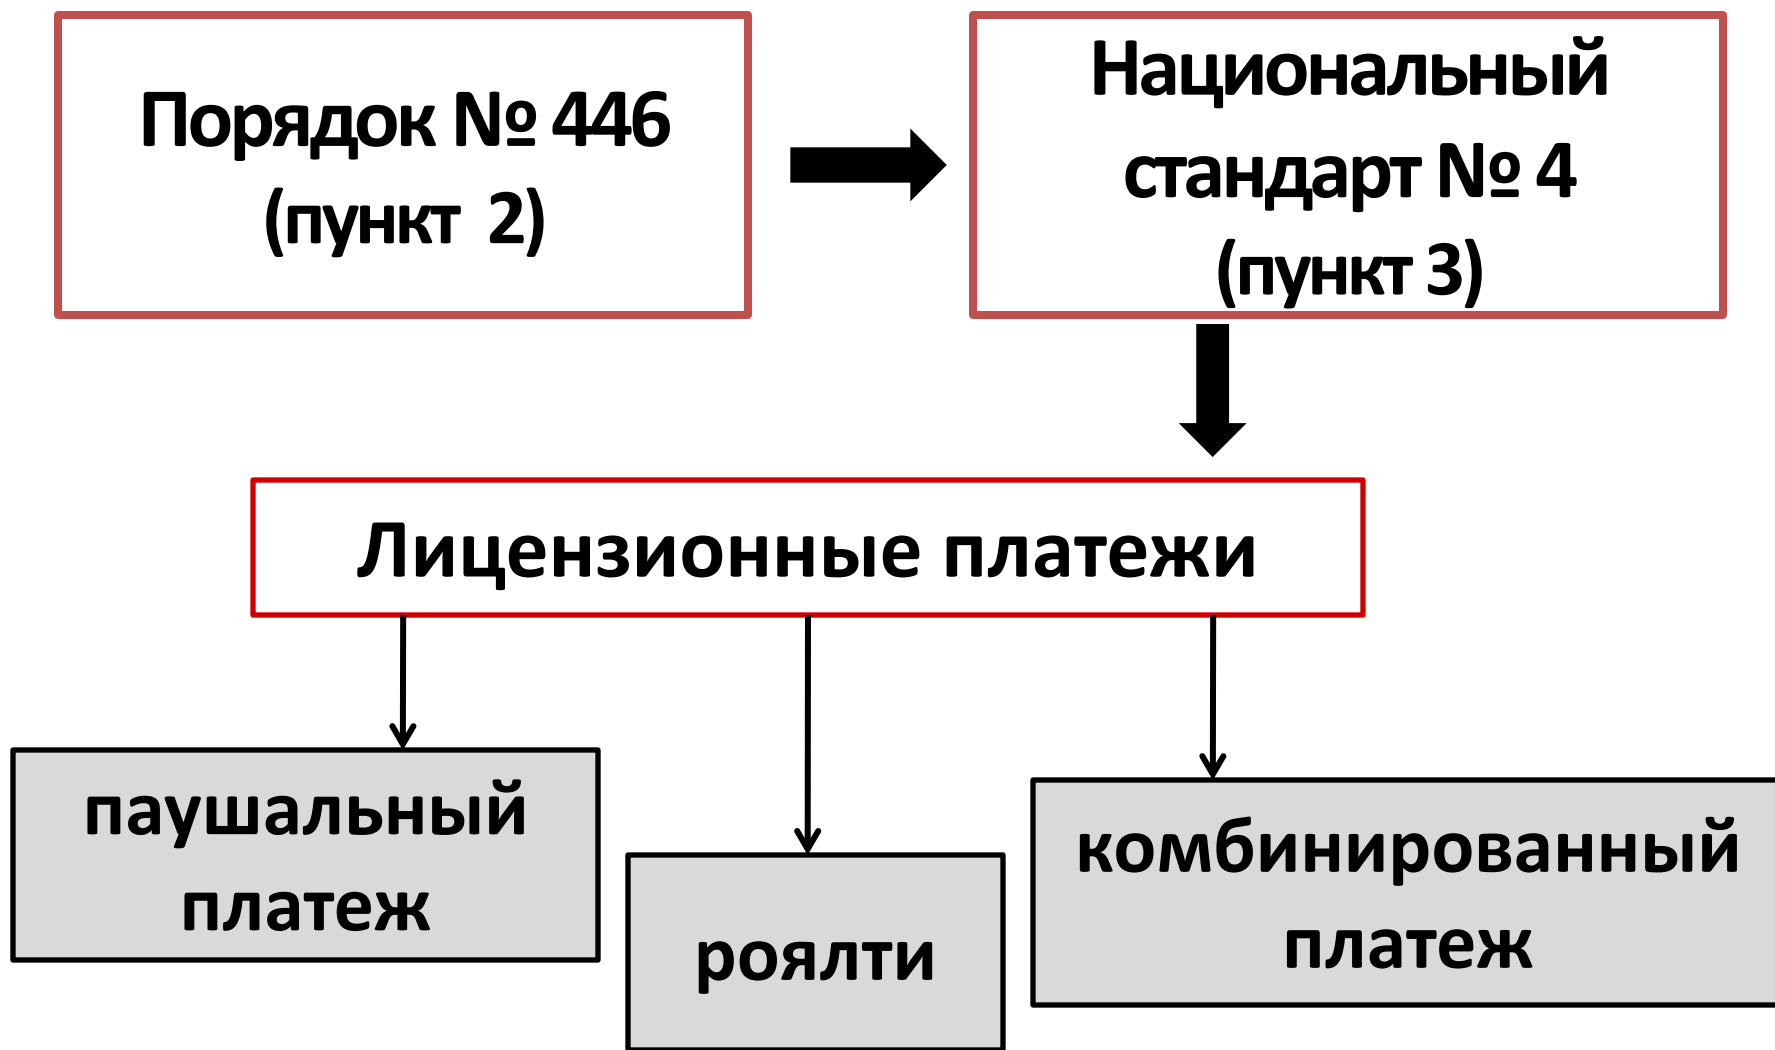 Порядок № 446
(пункт 2)
Национальный
стандарт № 4
(пункт 3)
Лицензионные платежи
паушальный
платеж
роялти
комбинированный
платеж